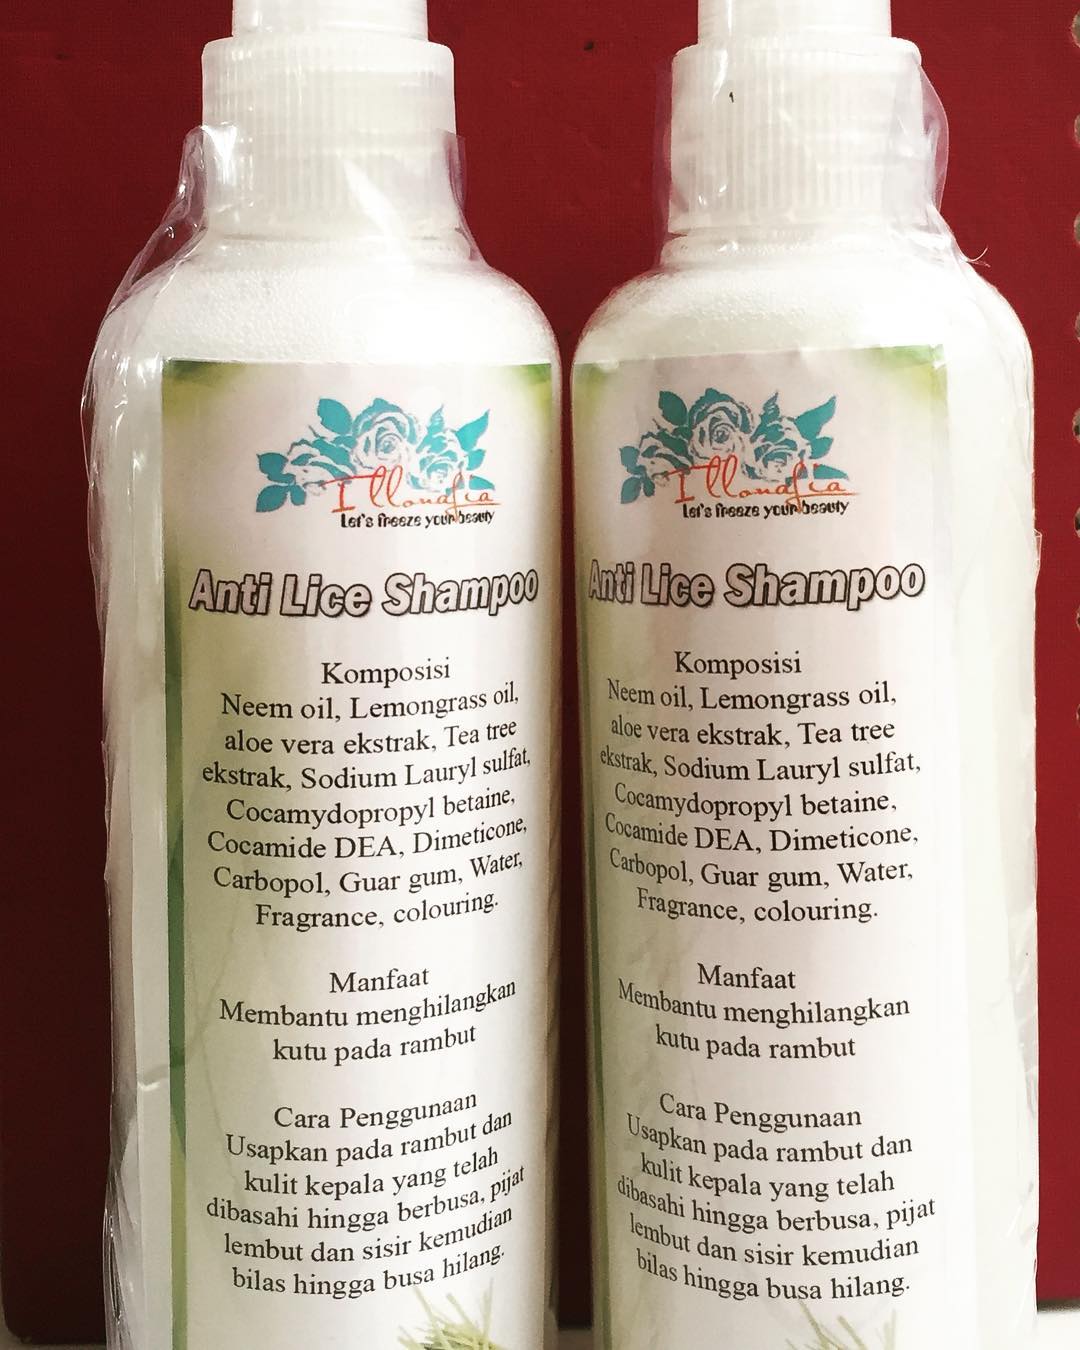 Illonafia
Let's freeze your beauty
Anti Lice Shampoo
Komposisi
Neem oil, Lemongrass oil,
aloe vera ekstrak, Tea tree
ekstrak, Sodium Lauryl sulfat,
Cocamydopropyl betaine,
Cocamide DEA, Dimeticone,
Carbopol, Guar gum, Water,
Fragrance, colouring.
Manfaat
Membantu menghilangkan
kutu pada rambut
Cara Penggunaan
Usapkan pada rambut dan
kulit kepala yang telah
dibasahi hingga berbusa, pijat
lembut dan sisir kemudian
bilas hingga busa hilang.
Illonafia
Let's freeze your beauty
Anti Lice Shampoo
Komposisi
Neem oil, Lemongrass oil,
aloe vera ekstrak, Tea tree
ekstrak, Sodium Lauryl sulfat,
Cocamydopropyl betaine,
Cocamide DEA, Dimeticone,
Carbopol, Guar gum, Water,
Fragrance, colouring.
Manfaat
Membantu menghilangkan
kutu pada rambut
Cara Penggunaan
Usapkan pada rambut dan
kulit kepala yang telah
dibasahi hingga berbusa, pijat
lembut dan sisir kemudian
bilas hingga busa hilang.